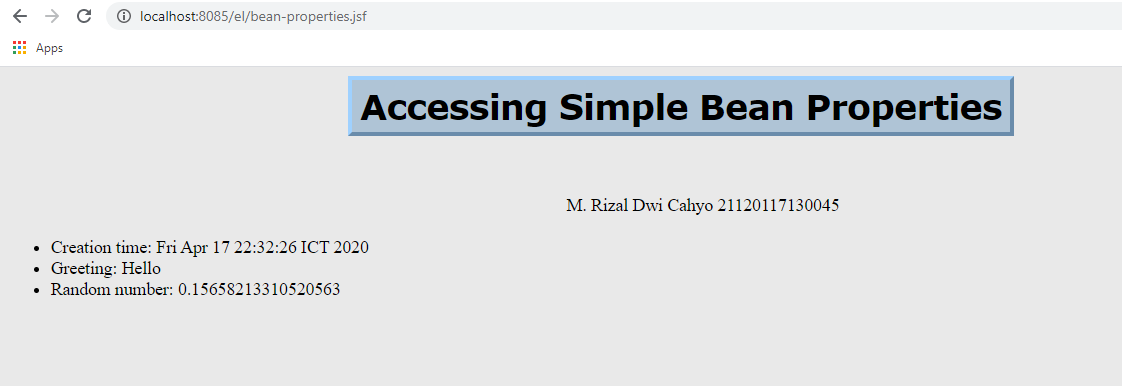 localhost:8085/el/bean-properties.jsf
Apps
Accessing Simple Bean Properties
M. Rizal Dwi Cahyo 21120117130045
• Creation time: Fri Apr 17 22:32:26 ICT 2020
• Greeting: Hello
• Random number: 0.15658213310520563